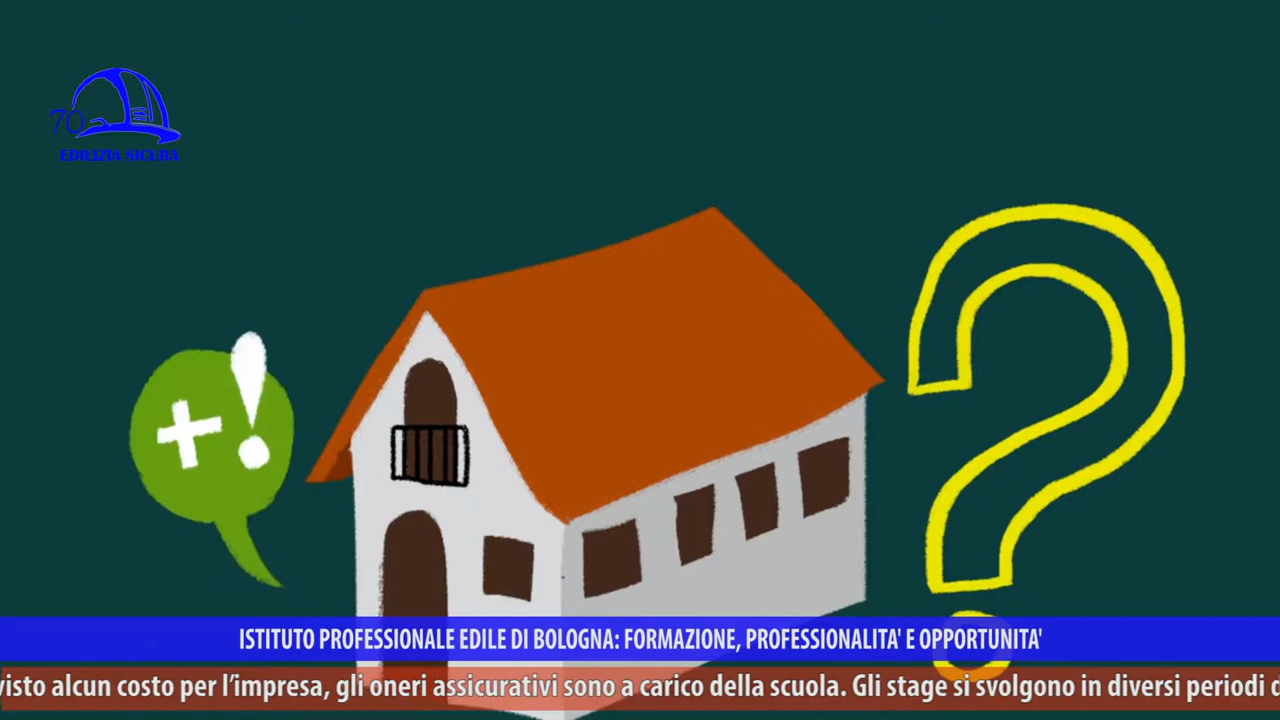 70
EDILIZIA SICURA
+!
?
ISTITUTO PROFESSIONALE EDILE DI BOLOGNA: FORMAZIONE, PROFESSIONALITA' E OPPORTUNITA'
visto alcun costo per l’impresa, gli oneri assicurativi sono a carico della scuola. Gli stage si svolgono in diversi periodi d